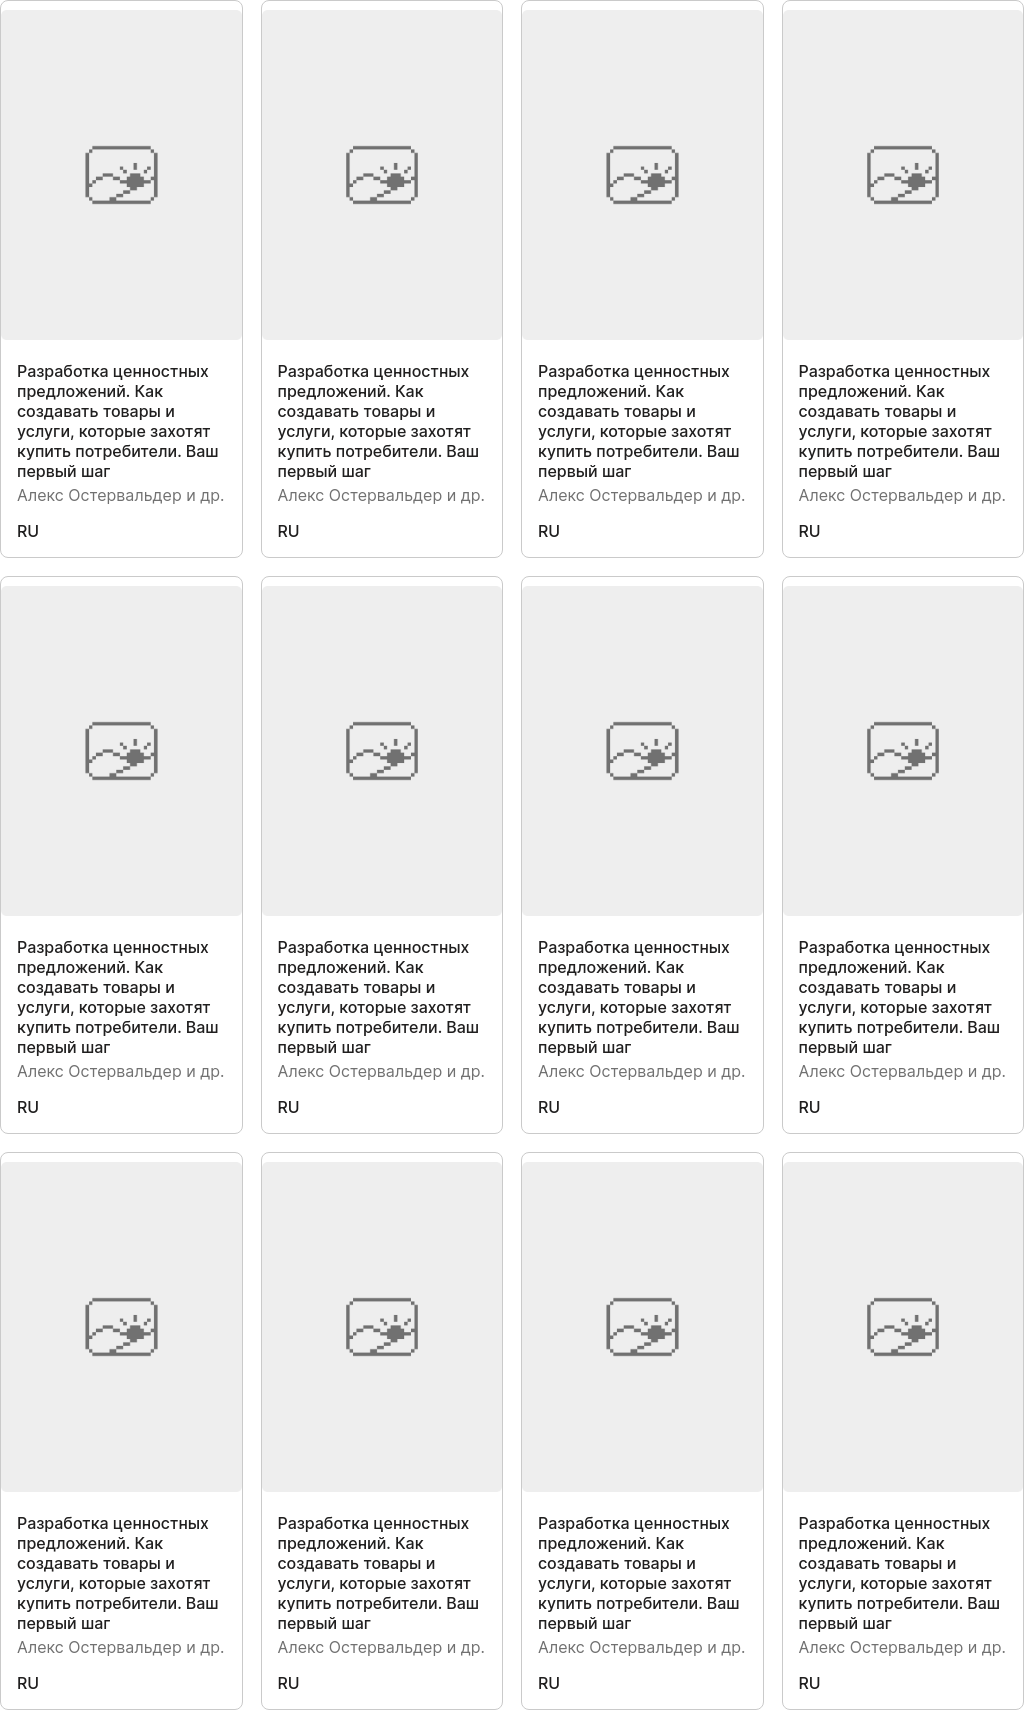 Разработка ценностных
предложений. Как
создавать товары и
услуги, которые захотят
купить потребители. Ваш
первый шаг
Алекс Остервальдер и др.
RU
Разработка ценностных
предложений. Как
создавать товары и
услуги, которые захотят
купить потребители. Ваш
первый шаг
Алекс Остервальдер и др.
RU
Разработка ценностных
предложений. Как
создавать товары и
услуги, которые захотят
купить потребители. Ваш
первый шаг
Алекс Остервальдер и др.
RU
Разработка ценностных
предложений. Как
создавать товары и
услуги, которые захотят
купить потребители. Ваш
первый шаг
Алекс Остервальдер и др.
RU
Разработка ценностных
предложений. Как
создавать товары и
услуги, которые захотят
купить потребители. Ваш
первый шаг
Алекс Остервальдер и др.
RU
Разработка ценностных
предложений. Как
создавать товары и
услуги, которые захотят
купить потребители. Ваш
первый шаг
Алекс Остервальдер и др.
RU
Разработка ценностных
предложений. Как
создавать товары и
услуги, которые захотят
купить потребители. Ваш
первый шаг
Алекс Остервальдер и др.
RU
Разработка ценностных
предложений. Как
создавать товары и
услуги, которые захотят
купить потребители. Ваш
первый шаг
Алекс Остервальдер и др.
RU
Разработка ценностных
предложений. Как
создавать товары и
услуги, которые захотят
купить потребители. Ваш
первый шаг
Алекс Остервальдер и др.
RU
Разработка ценностных
предложений. Как
создавать товары и
услуги, которые захотят
купить потребители. Ваш
первый шаг
Алекс Остервальдер и др.
RU
Разработка ценностных
предложений. Как
создавать товары и
услуги, которые захотят
купить потребители. Ваш
первый шаг
Алекс Остервальдер и др.
RU
Разработка ценностных
предложений. Как
создавать товары и
услуги, которые захотят
купить потребители. Ваш
первый шаг
Алекс Остервальдер и др.
RU